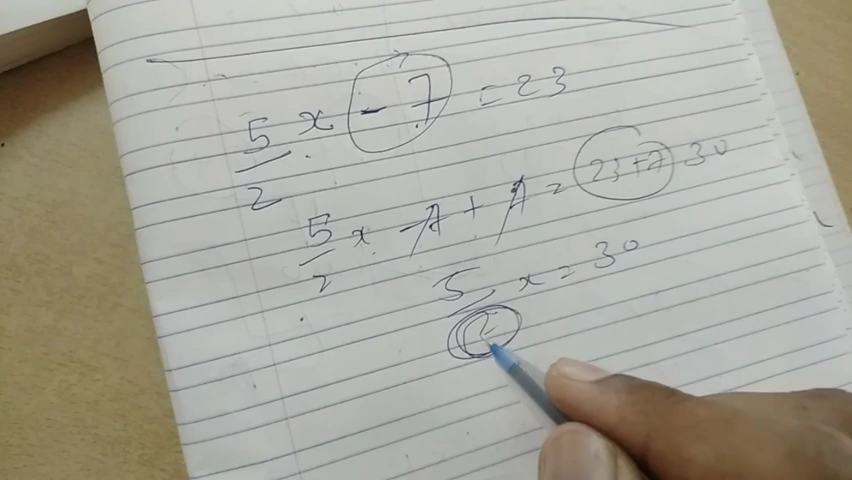 5/2 x - 7 = 23
5/2 x - 7 + 7 = 23 + 7 30
5/2 x = 30